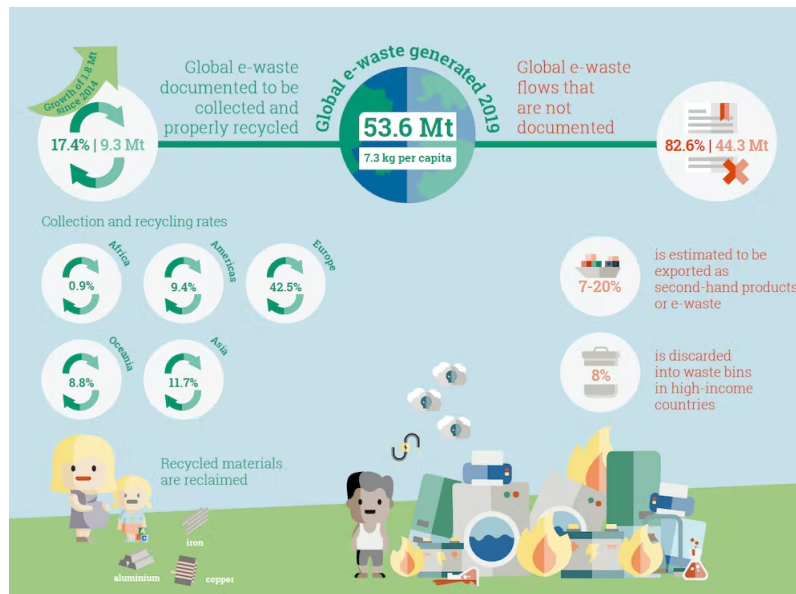 Growth of 1.8 Mt
since 2014
17.4% | 9.3 Mt
Global e-waste
documented to be
collected and
properly recycled
Global e-waste generated 2019
53.6 Mt
7.3 kg per capita
Global e-waste
flows that
are not
documented
82.6% | 44.3 Mt
Collection and recycling rates
Africa
0.9%
Americas
9.4%
Europe
42.5%
Oceania
8.8%
Asia
11.7%
7-20%
is estimated to be
exported as
second-hand products
or e-waste
8%
is discarded
into waste bins
in high-income
countries
Recycled materials
are reclaimed
A
B
C
iron
aluminium
copper